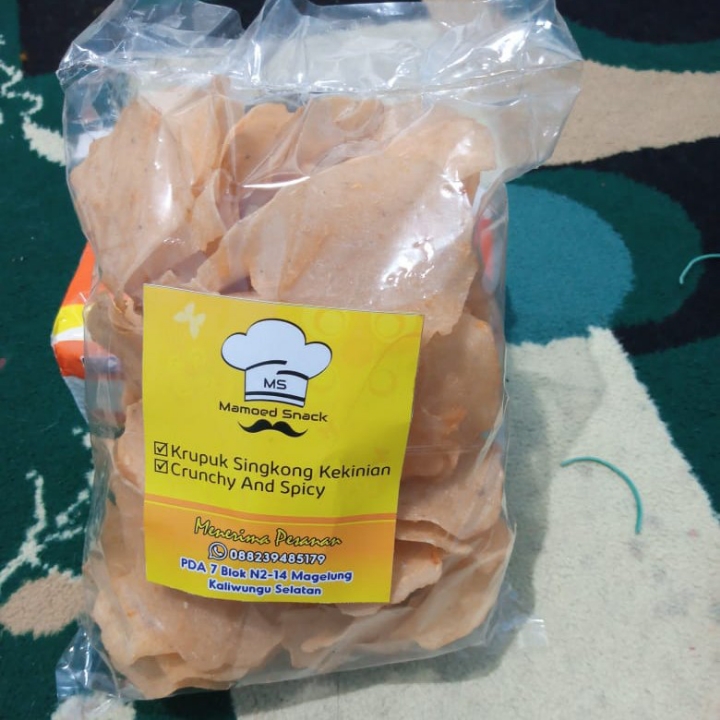 MS
Mamoed Snack
☑ Krupuk Singkong Kekinian
☑ Crunchy And Spicy
Menerima Pesanan
088239485179
PDA 7 Blok N2-14 Magelung
Kaliwungu Selatan